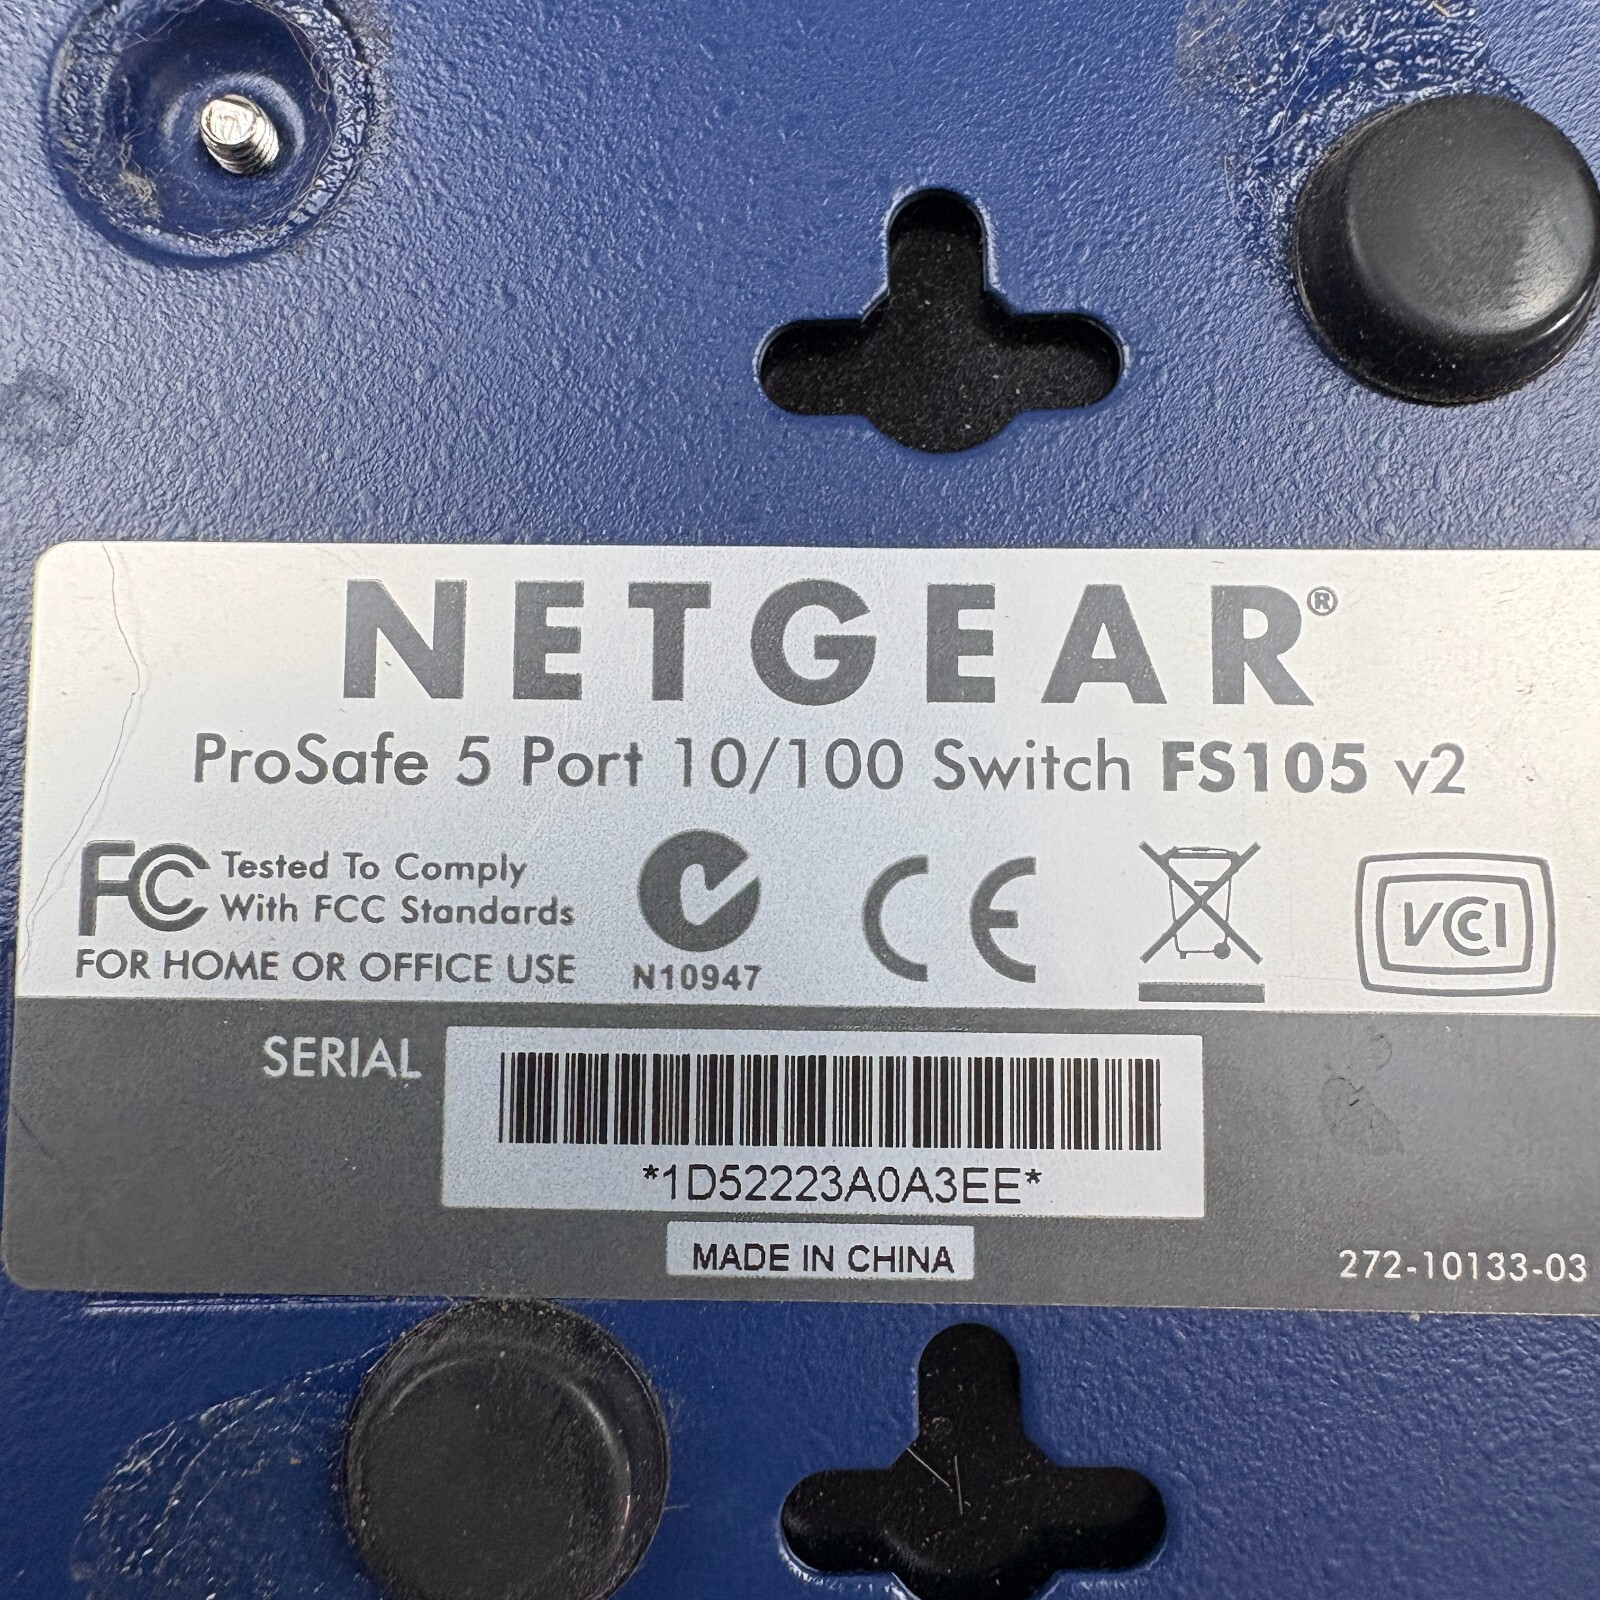 NETGEAR®
ProSafe 5 Port 10/100 Switch FS105 v2
FC Tested To Comply
With FCC Standards
FOR HOME OR OFFICE USE
N10947
CE
VCCI
SERIAL
*1D52223A0A3EE*
MADE IN CHINA
272-10133-03